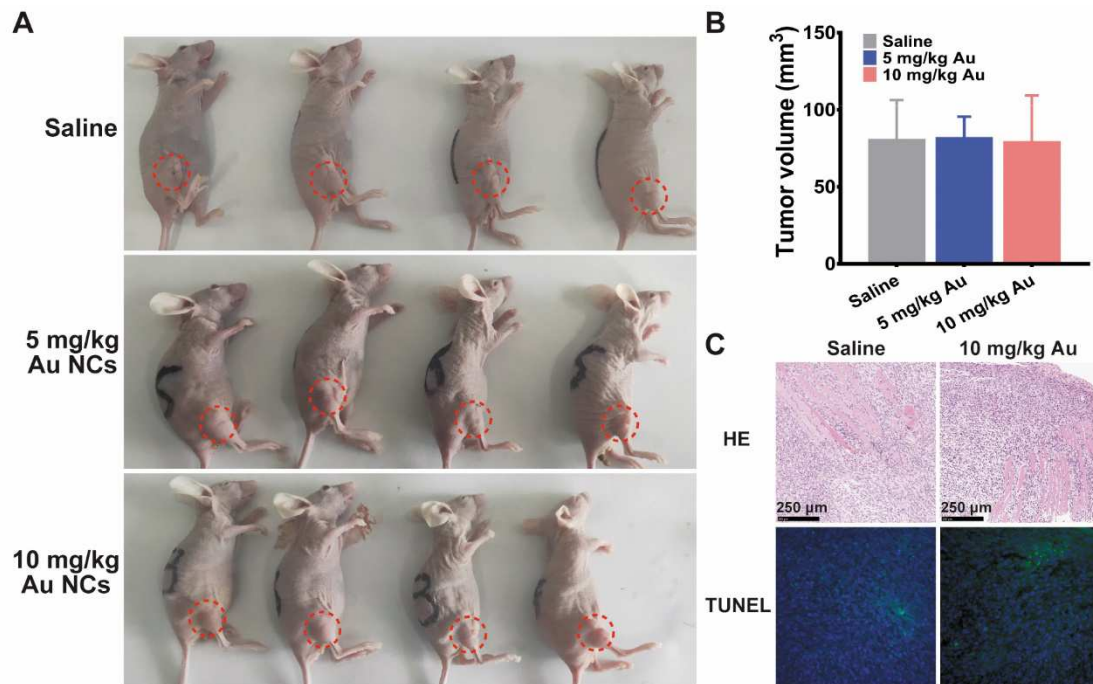 A
Saline
5 mg/kg
Au NCs
10 mg/kg
Au NCs
3
B
Tumor volume (mm³)
150
100
50
0
Saline
5 mg/kg Au
10 mg/kg Au
Saline
5 mg/kg Au
10 mg/kg Au
C
Saline
10 mg/kg Au
HE
250 μm
250 μm
TUNEL